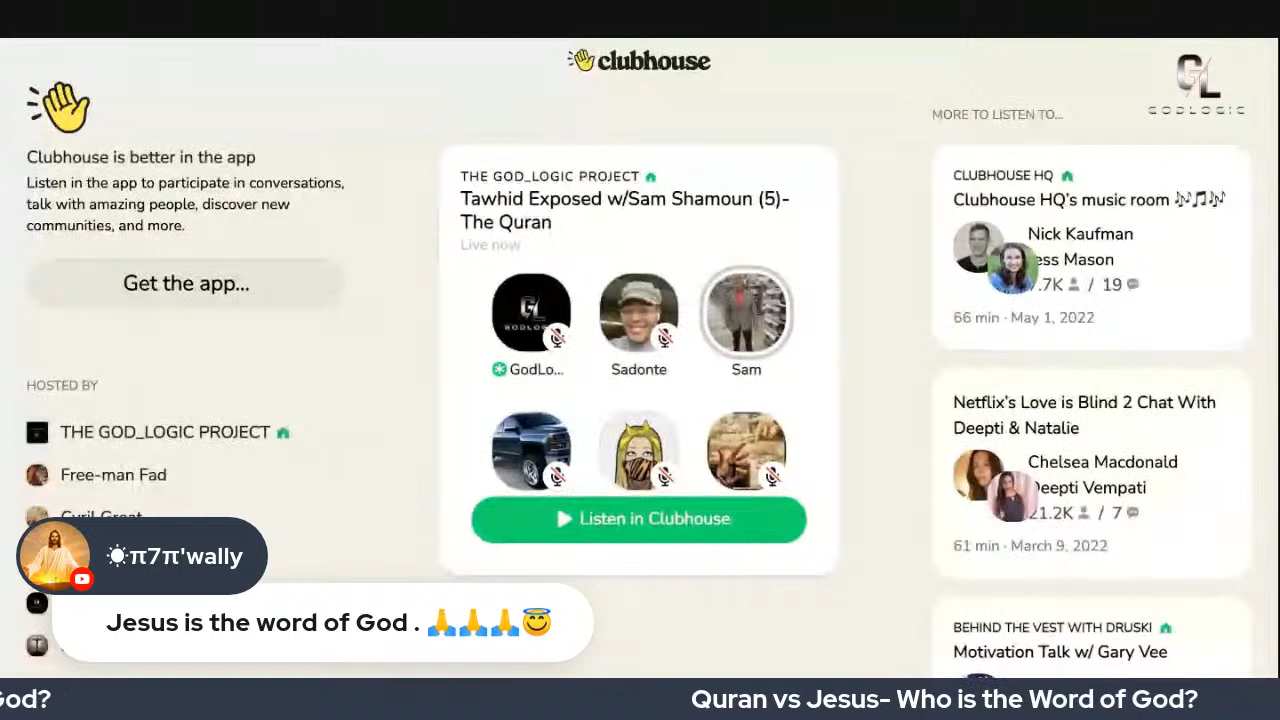 clubhouse
GL
GODLOGIC
Clubhouse is better in the app
Listen in the app to participate in conversations,
talk with amazing people, discover new
communities, and more.
Get the app...
HOSTED BY
THE GOD_LOGIC PROJECT
Free-man Fad
Cyril Great
THE GOD_LOGIC PROJECT
Tawhid Exposed w/Sam Shamoun (5)-
The Quran
Live now
GL
GodLo...
Sadonte
Sam
Listen in Clubhouse
MORE TO LISTEN TO...
CLUBHOUSE HQ
Clubhouse HQ's music room 🎶🎵🎶
Nick Kaufman
ess Mason
.7K / 19
66 min · May 1, 2022
Netflix's Love is Blind 2 Chat With
Deepti & Natalie
Chelsea Macdonald
Deepti Vempati
21.2K / 7
61 min · March 9, 2022
BEHIND THE VEST WITH DRUSKI
Motivation Talk w/ Gary Vee
☀π7π'wally
Jesus is the word of God . 🙏🙏🙏😇
God?
Quran vs Jesus- Who is the Word of God?